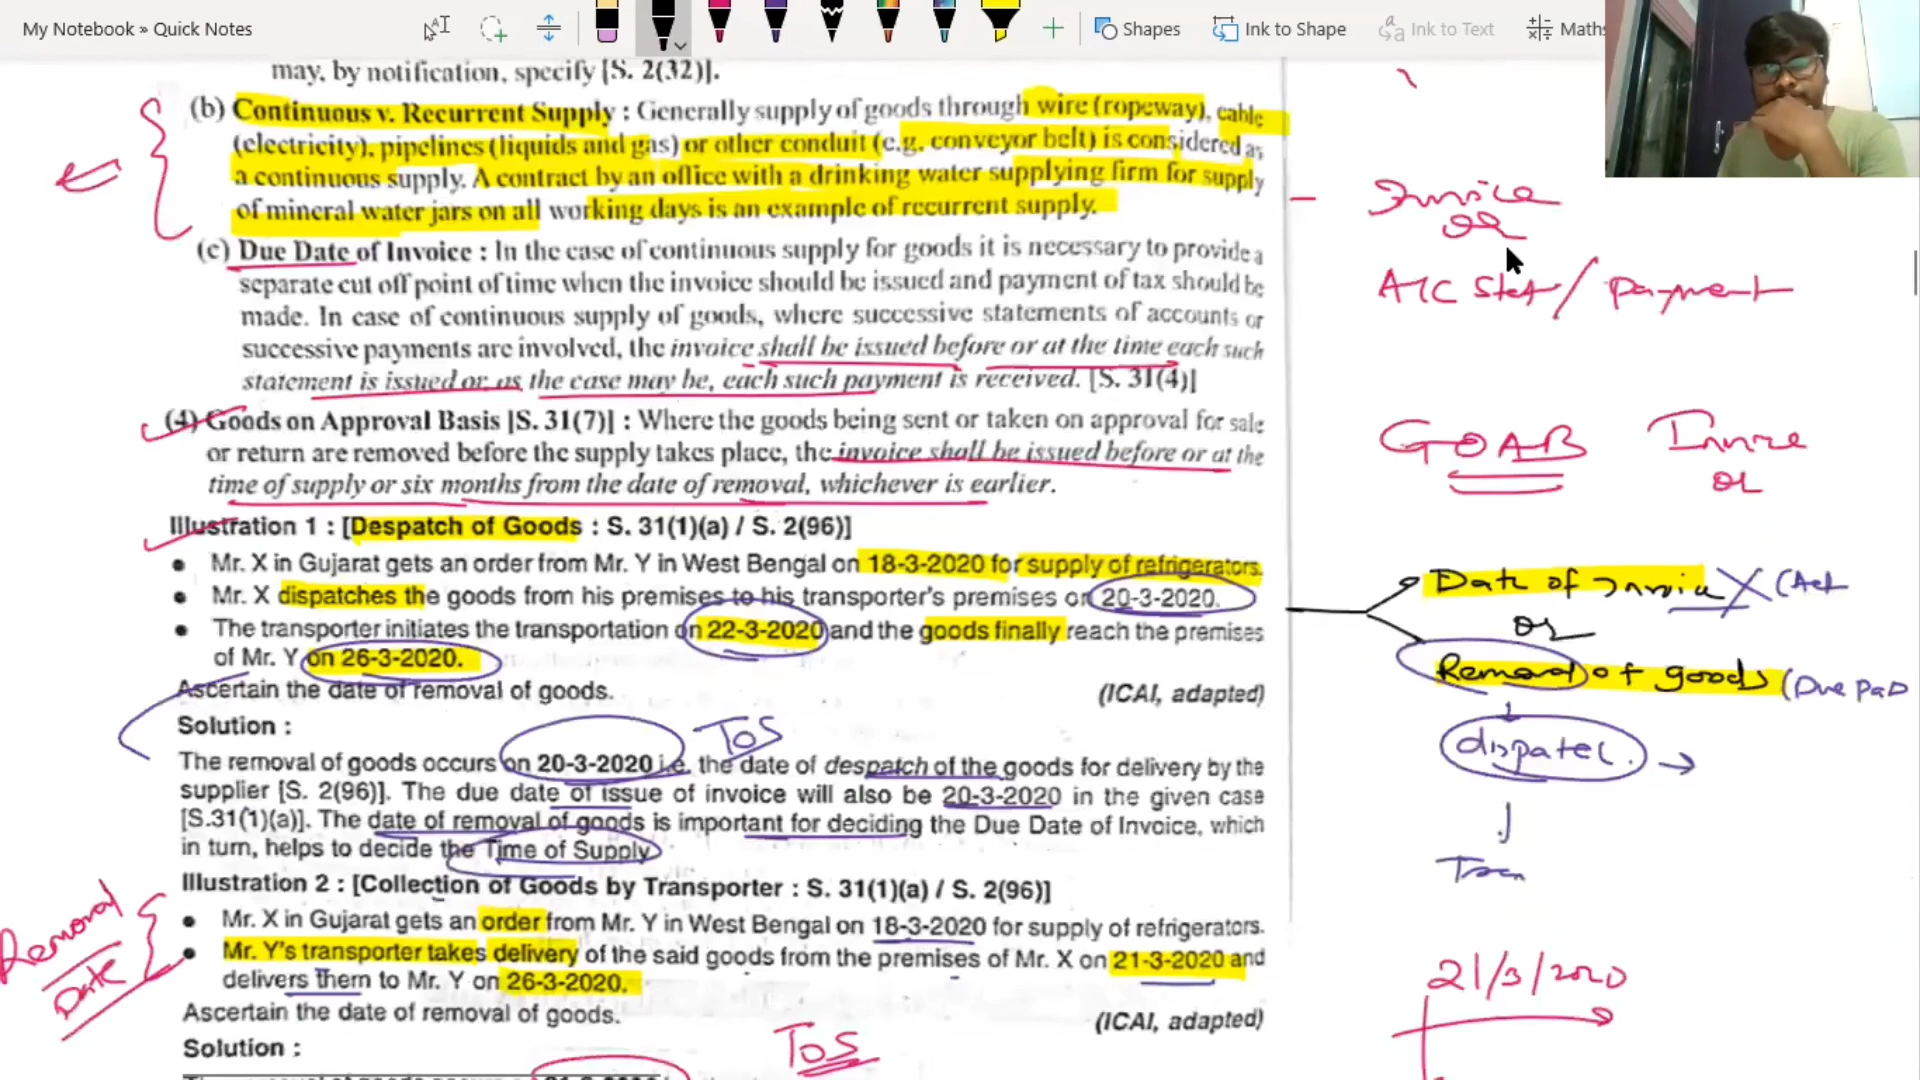 My Notebook » Quick Notes
Shapes
Ink to Shape
Ink to Text
Maths
may, by notification, specify [S. 2(32)].
(b) Continuous v. Recurrent Supply : Generally supply of goods through wire (ropeway), cable
(electricity), pipelines (liquids and gas) or other conduit (e.g. conveyor belt) is considered as
a continuous supply. A contract by an office with a drinking water supplying firm for supply
of mineral water jars on all working days is an example of recurrent supply.
(c) Due Date of Invoice : In the case of continuous supply for goods it is necessary to provide a
separate cut off point of time when the invoice should be issued and payment of tax should be
made. In case of continuous supply of goods, where successive statements of accounts or
successive payments are involved, the invoice shall be issued before or at the time each such
statement is issued or, as the case may be, each such payment is received. [S. 31(4)]
(4) Goods on Approval Basis [S. 31(7)] : Where the goods being sent or taken on approval for sale
or return are removed before the supply takes place, the invoice shall be issued before or at the
time of supply or six months from the date of removal, whichever is earlier.
Illustration 1 : [Despatch of Goods : S. 31(1)(a) / S. 2(96)]
• Mr. X in Gujarat gets an order from Mr. Y in West Bengal on 18-3-2020 for supply of refrigerators.
• Mr. X dispatches the goods from his premises to his transporter's premises on 20-3-2020.
• The transporter initiates the transportation on 22-3-2020 and the goods finally reach the premises
of Mr. Y on 26-3-2020.
Ascertain the date of removal of goods. (ICAI, adapted)
Solution :
TOS
The removal of goods occurs on 20-3-2020 i.e. the date of despatch of the goods for delivery by the
supplier [S. 2(96)]. The due date of issue of invoice will also be 20-3-2020 in the given case
[S.31(1)(a)]. The date of removal of goods is important for deciding the Due Date of Invoice, which
in turn, helps to decide the Time of Supply
Illustration 2 : [Collection of Goods by Transporter : S. 31(1)(a) / S. 2(96)]
• Mr. X in Gujarat gets an order from Mr. Y in West Bengal on 18-3-2020 for supply of refrigerators.
• Mr. Y's transporter takes delivery of the said goods from the premises of Mr. X on 21-3-2020 and
delivers them to Mr. Y on 26-3-2020.
Ascertain the date of removal of goods. (ICAI, adapted)
Solution :
TOS
Removal
Date
Invoice
or
A/C Stat / Payment
GOAB Invoice
or
Date of Invoice X (Act
or
Removal of goods (Due
dispatch
Tran
21/3/2020